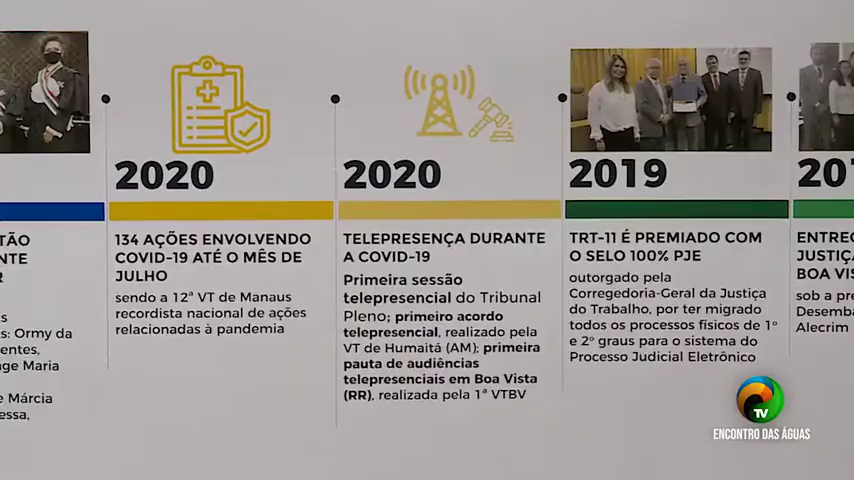 TÃO
NTE
R
s
s: Ormy da
entes,
ge Maria
e Márcia
essa,
2020
134 AÇÕES ENVOLVENDO
COVID-19 ATÉ O MÊS DE
JULHO
sendo a 12ª VT de Manaus
recordista nacional de ações
relacionadas à pandemia
2020
TELEPRESENÇA DURANTE
A COVID-19
Primeira sessão
telepresencial do Tribunal
Pleno; primeiro acordo
telepresencial, realizado pela
VT de Humaitá (AM); primeira
pauta de audiências
telepresenciais em Boa Vista
(RR), realizada pela 1ª VTBV
2019
TRT-11 É PREMIADO COM
O SELO 100% PJE
outorgado pela
Corregedoria-Geral da Justiça
do Trabalho, por ter migrado
todos os processos físicos de 1º
e 2º graus para o sistema do
Processo Judicial Eletrônico
201
ENTREG
JUSTIÇA
BOA VIS
sob a pre
Desemba
Alecrim
TV
ENCONTRO DAS ÁGUAS